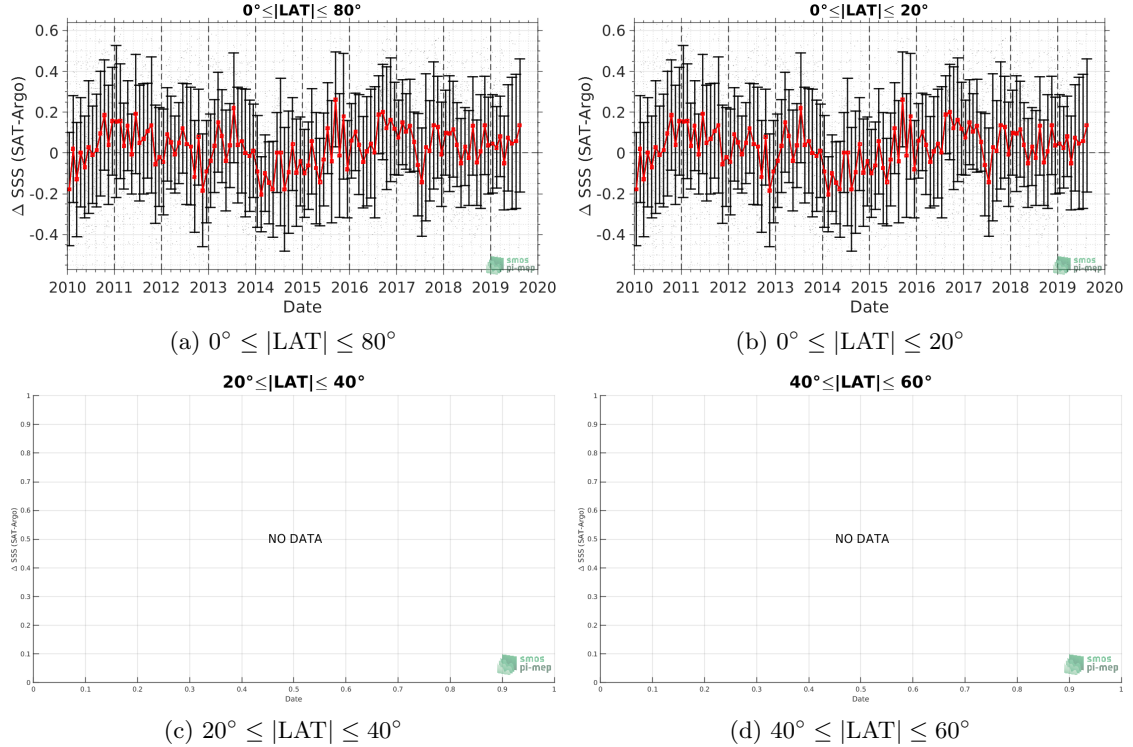 0°≤|LAT|≤ 80°
Δ SSS (SAT-Argo)
0.6
0.4
0.2
0
-0.2
-0.4
2010 2011 2012 2013 2014 2015 2016 2017 2018 2019 2020
Date
smos
pi-mep
(a) 0° ≤ |LAT| ≤ 80°
0°≤|LAT|≤ 20°
Δ SSS (SAT-Argo)
0.6
0.4
0.2
0
-0.2
-0.4
2010 2011 2012 2013 2014 2015 2016 2017 2018 2019 2020
Date
smos
pi-mep
(b) 0° ≤ |LAT| ≤ 20°
20°≤|LAT|≤ 40°
Δ SSS (SAT-Argo)
1
0.9
0.8
0.7
0.6
0.5
0.4
0.3
0.2
0.1
0
NO DATA
0 0.1 0.2 0.3 0.4 0.5 0.6 0.7 0.8 0.9 1
Date
smos
pi-mep
(c) 20° ≤ |LAT| ≤ 40°
40°≤|LAT|≤ 60°
Δ SSS (SAT-Argo)
1
0.9
0.8
0.7
0.6
0.5
0.4
0.3
0.2
0.1
0
NO DATA
0 0.1 0.2 0.3 0.4 0.5 0.6 0.7 0.8 0.9 1
Date
smos
pi-mep
(d) 40° ≤ |LAT| ≤ 60°